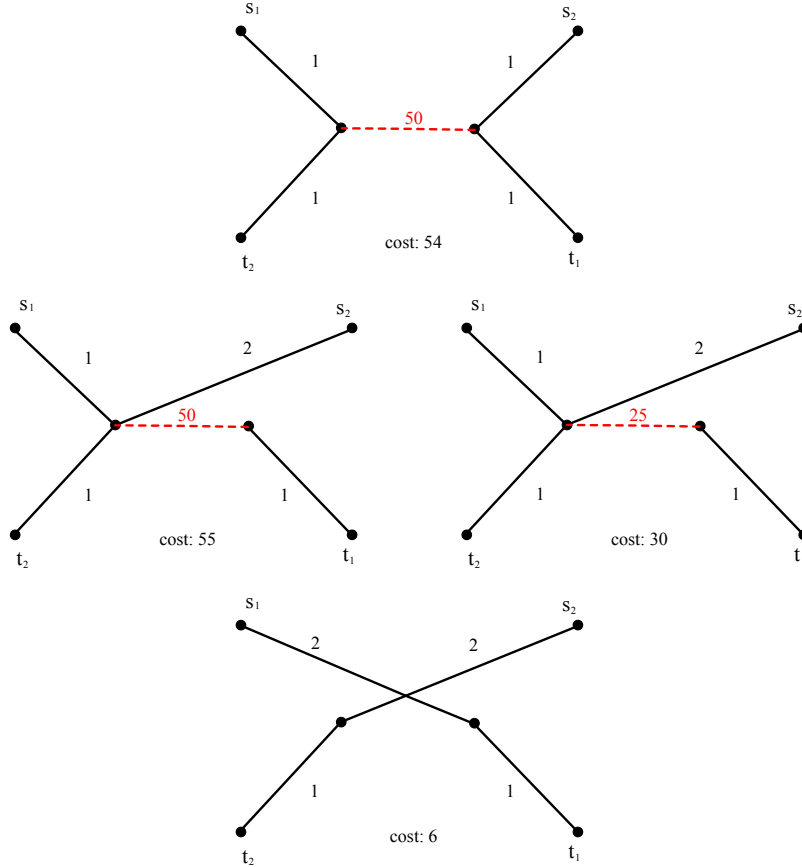 s₁ s₂
1 1
50
1 1
cost: 54
t₂ t₁
s₁ s₂ s₁ s₂
1 2 1 2
50 25
1 1 1 1
cost: 55 cost: 30
t₂ t₁ t₂ t
s₁ s₂
2 2
1 1
cost: 6
t₂ t₁